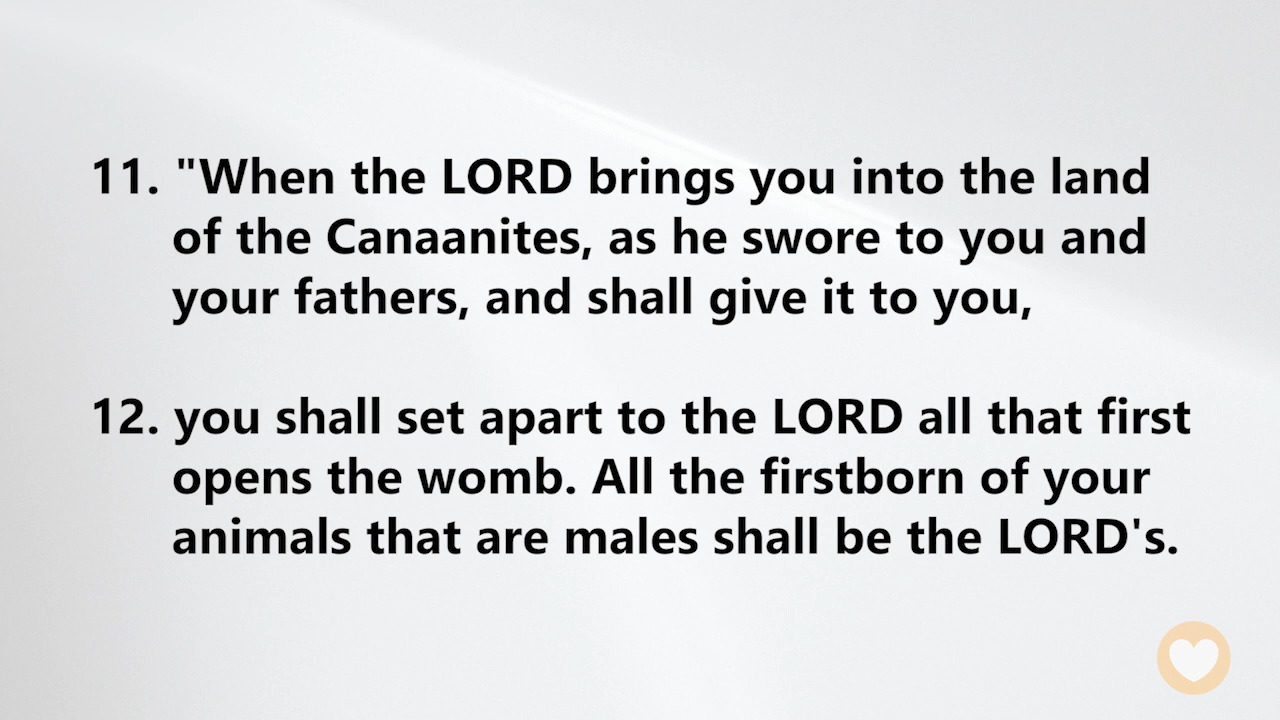 11. "When the LORD brings you into the land
of the Canaanites, as he swore to you and
your fathers, and shall give it to you,
12. you shall set apart to the LORD all that first
opens the womb. All the firstborn of your
animals that are males shall be the LORD's.